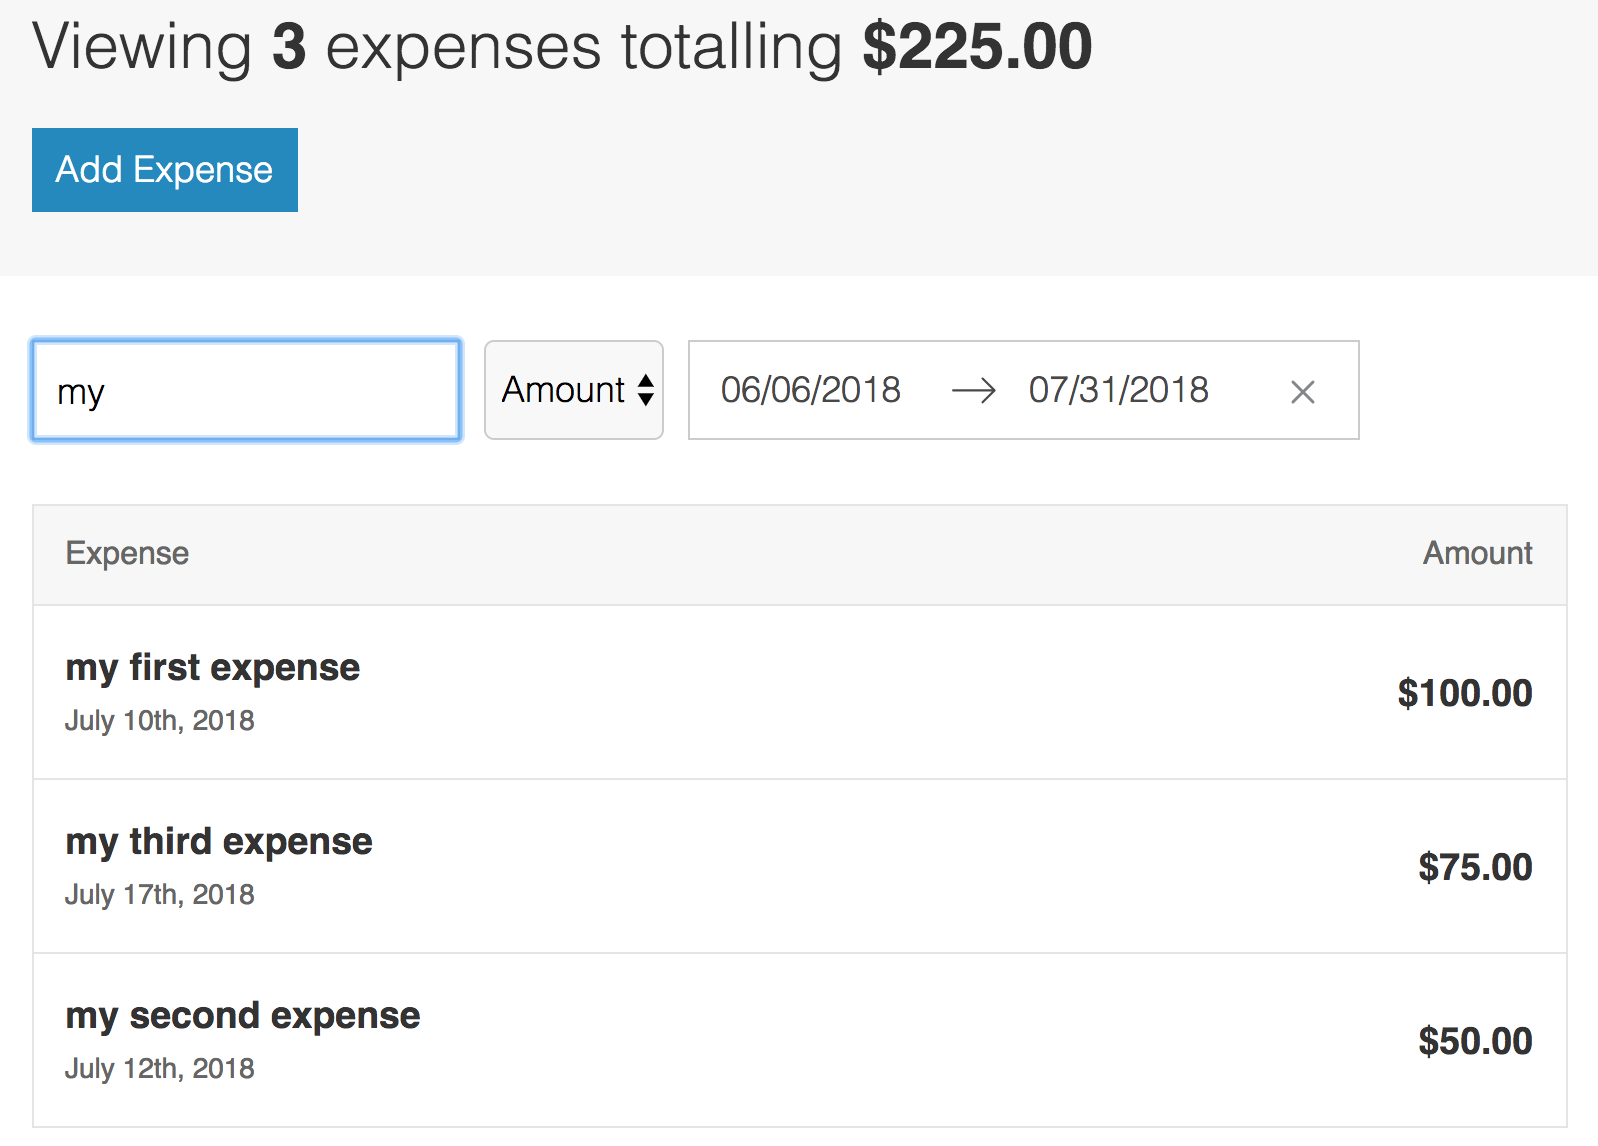 Viewing 3 expenses totalling $225.00
Add Expense
my
Amount
06/06/2018 → 07/31/2018 ×
Expense Amount
my first expense
July 10th, 2018
$100.00
my third expense
July 17th, 2018
$75.00
my second expense
July 12th, 2018
$50.00